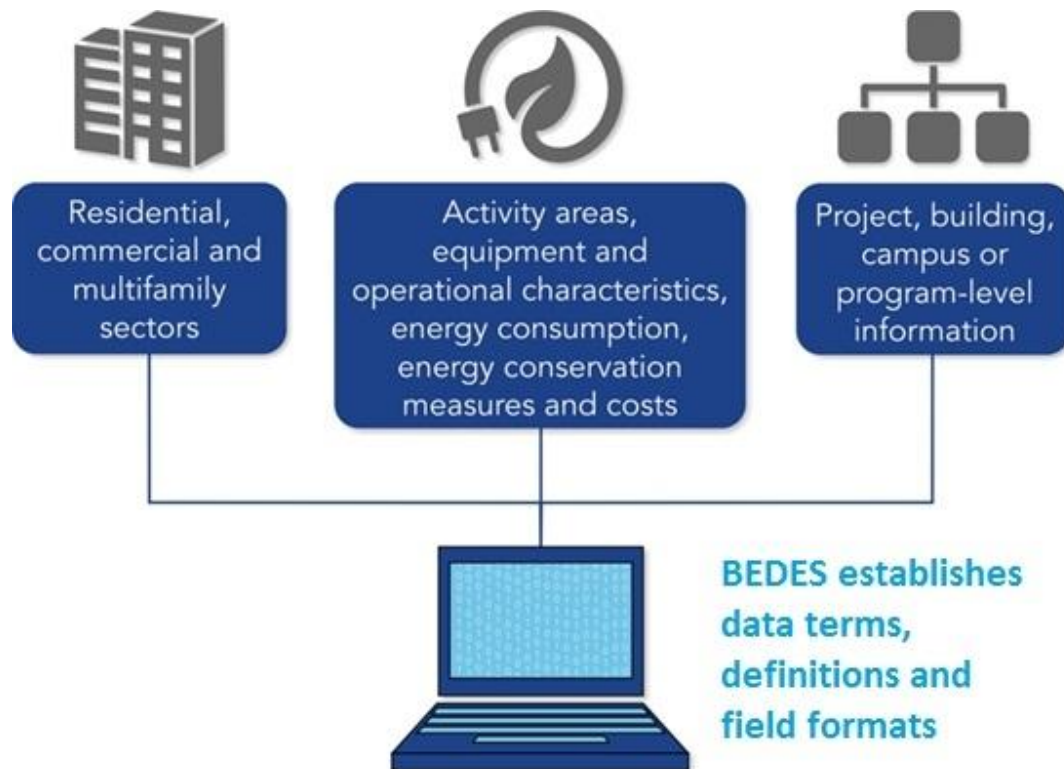 Residential,
commercial and
multifamily
sectors
Activity areas,
equipment and
operational characteristics,
energy consumption,
energy conservation
measures and costs
Project, building,
campus or
program-level
information
BEDES establishes
data terms,
definitions and
field formats